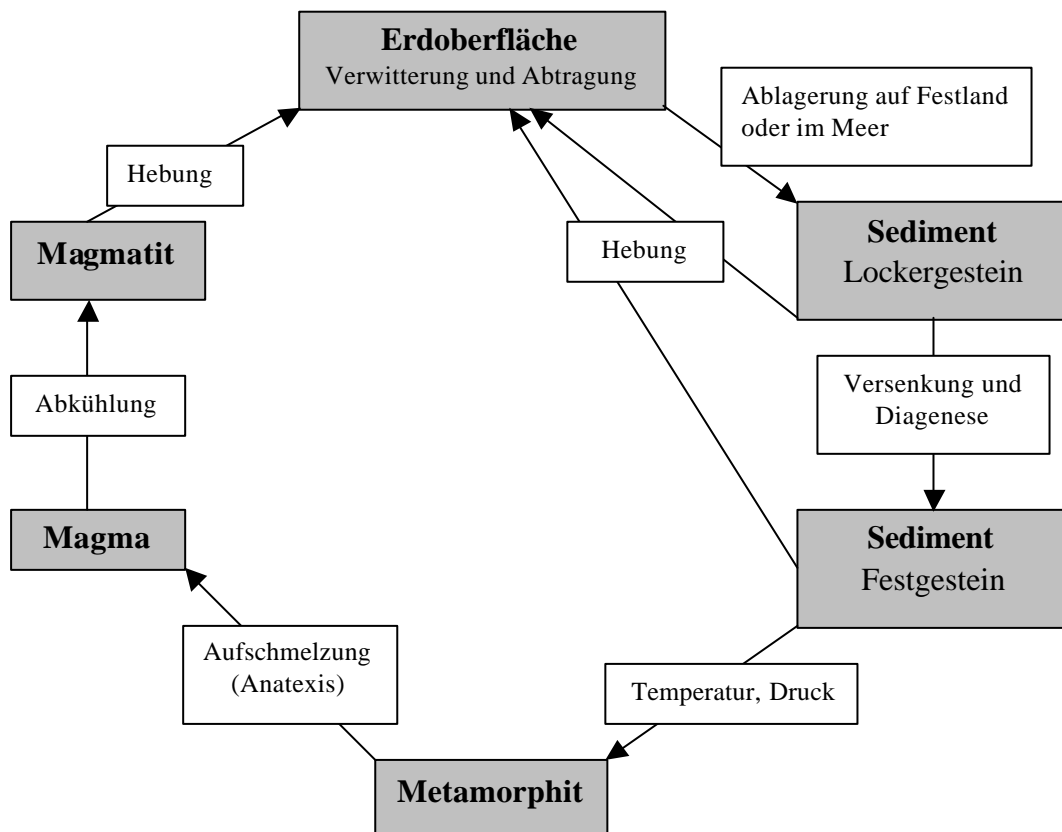 Erdoberfläche
Verwitterung und Abtragung
Ablagerung auf Festland
oder im Meer
Hebung
Magmatit
Hebung
Sediment
Lockergestein
Abkühlung
Versenkung und
Diagenese
Magma
Sediment
Festgestein
Aufschmelzung
(Anatexis)
Temperatur, Druck
Metamorphit